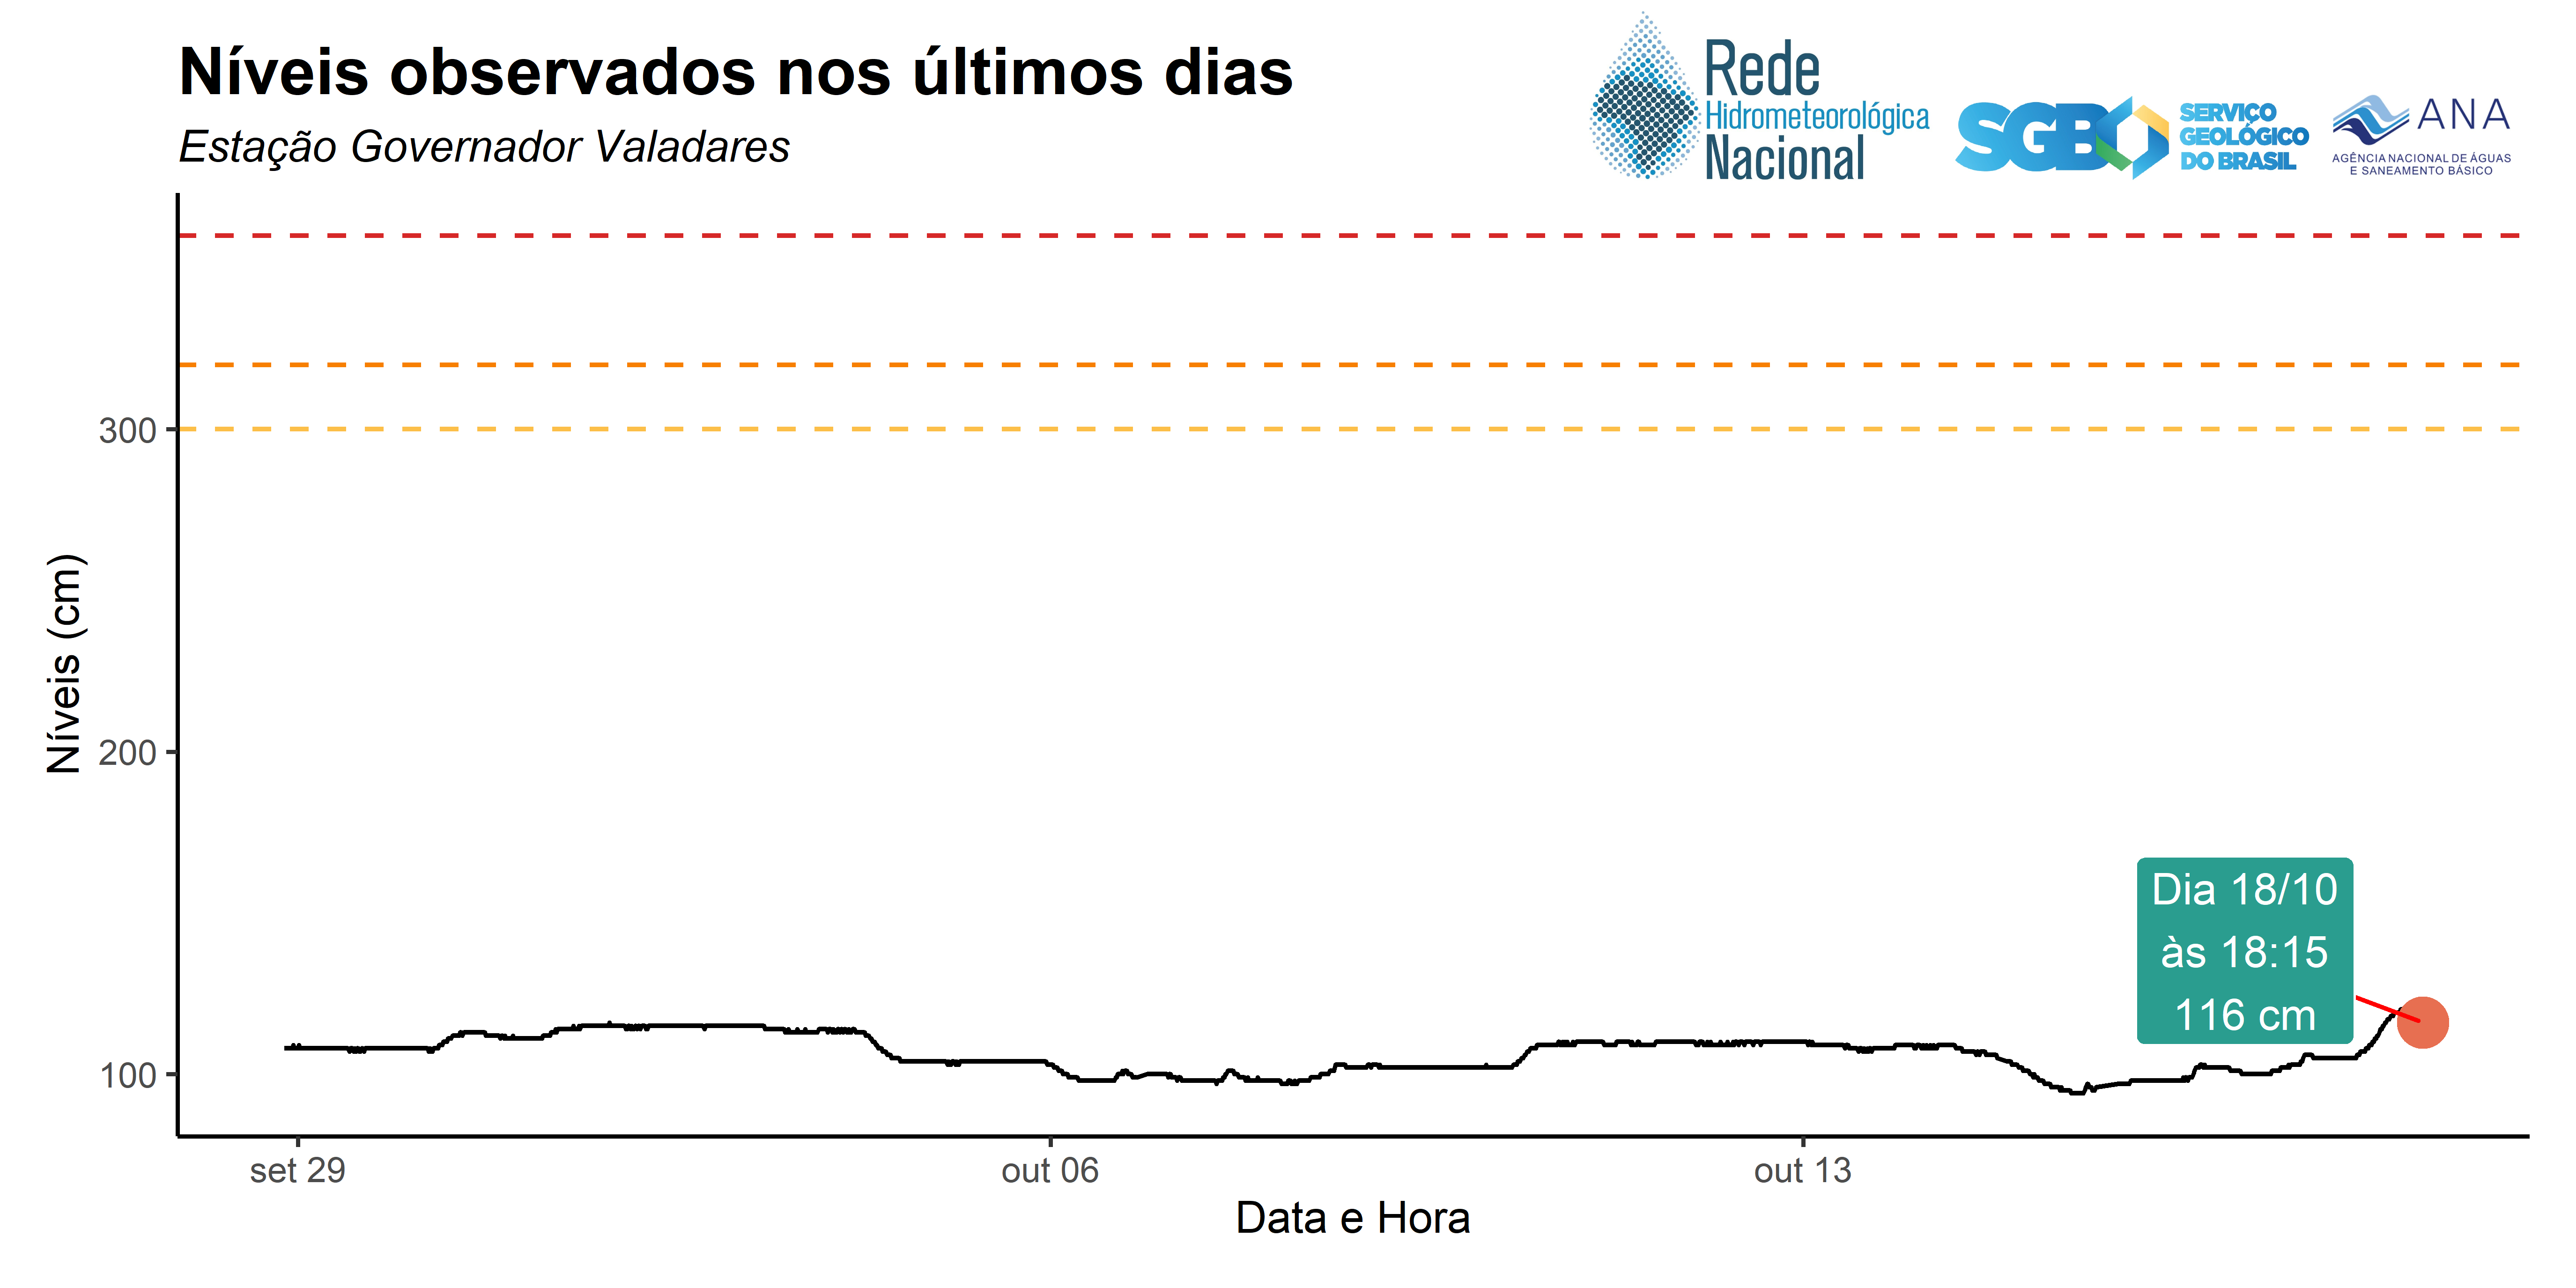 Níveis observados nos últimos dias
Estação Governador Valadares
Rede
Hidrometeorológica
Nacional
SGB
SERVIÇO
GEOLÓGICO
DO BRASIL
ANA
AGÊNCIA NACIONAL DE ÁGUAS
E SANEAMENTO BÁSICO
Níveis (cm)
300
200
100
Dia 18/10
às 18:15
116 cm
set 29
out 06
out 13
Data e Hora